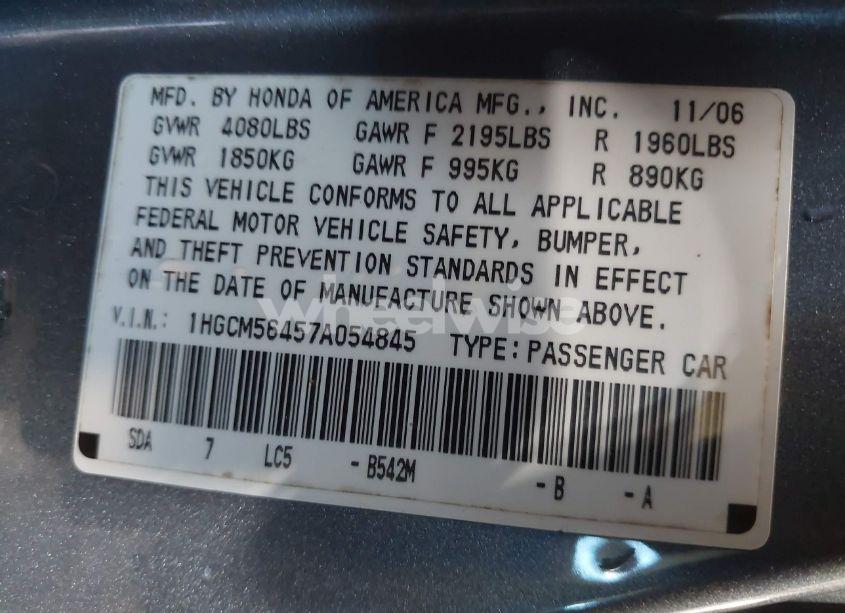 MFD. BY HONDA OF AMERICA MFG., INC. 11/06
GVWR 4080LBS GAWR F 2195LBS R 1960LBS
GVWR 1850KG GAWR F 995KG R 890KG
THIS VEHICLE CONFORMS TO ALL APPLICABLE
FEDERAL MOTOR VEHICLE SAFETY, BUMPER,
AND THEFT PREVENTION STANDARDS IN EFFECT
ON THE DATE OF MANUFACTURE SHOWN ABOVE.
wheelwise
V.I.N.: 1HGCM56457A054845 TYPE: PASSENGER CAR
SDA 7 LC5 -B542M -B -A